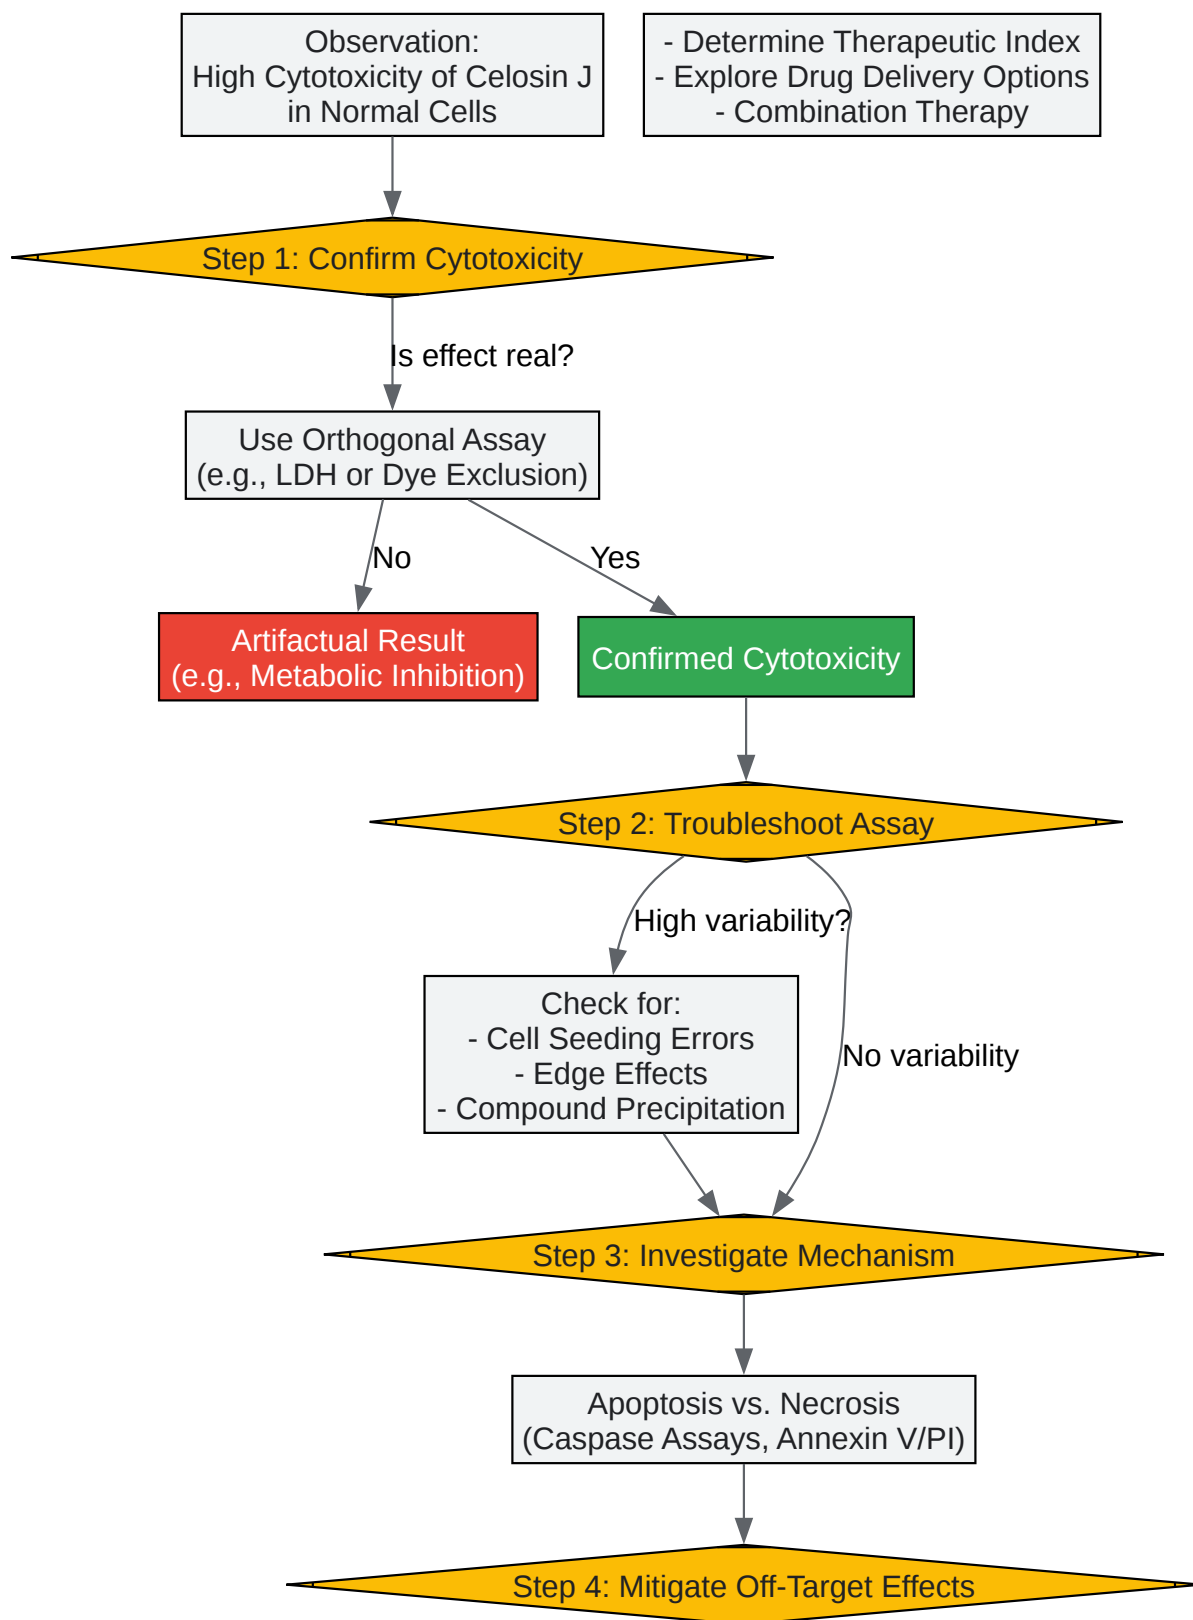 Observation:
High Cytotoxicity of Celosin J
in Normal Cells
- Determine Therapeutic Index
- Explore Drug Delivery Options
- Combination Therapy
Step 1: Confirm Cytotoxicity
Is effect real?
Use Orthogonal Assay
(e.g., LDH or Dye Exclusion)
No
Yes
Artifactual Result
(e.g., Metabolic Inhibition)
Confirmed Cytotoxicity
Step 2: Troubleshoot Assay
High variability?
Check for:
- Cell Seeding Errors
- Edge Effects
- Compound Precipitation
No variability
Step 3: Investigate Mechanism
Apoptosis vs. Necrosis
(Caspase Assays, Annexin V/PI)
Step 4: Mitigate Off-Target Effects